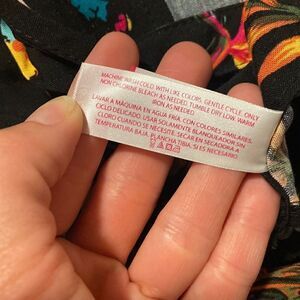 MACHINE WASH COLD WITH LIKE COLORS, GENTLE CYCLE. ONLY
NON CHLORINE BLEACH AS NEEDED, TUMBLE DRY LOW. WARM
IRON AS NEEDED
LAVAR A MÁQUINA EN AGUA FRÍA, CON COLORES SIMILARES.
CICLO DELICADO. USAR SOLAMENTE BLANQUEADOR SIN
CLORO CUANDO SE NECESITE. SECAR EN SECADORA A
TEMPERATURA BAJA. PLANCHA TIBIA, SI ES NECESARIO